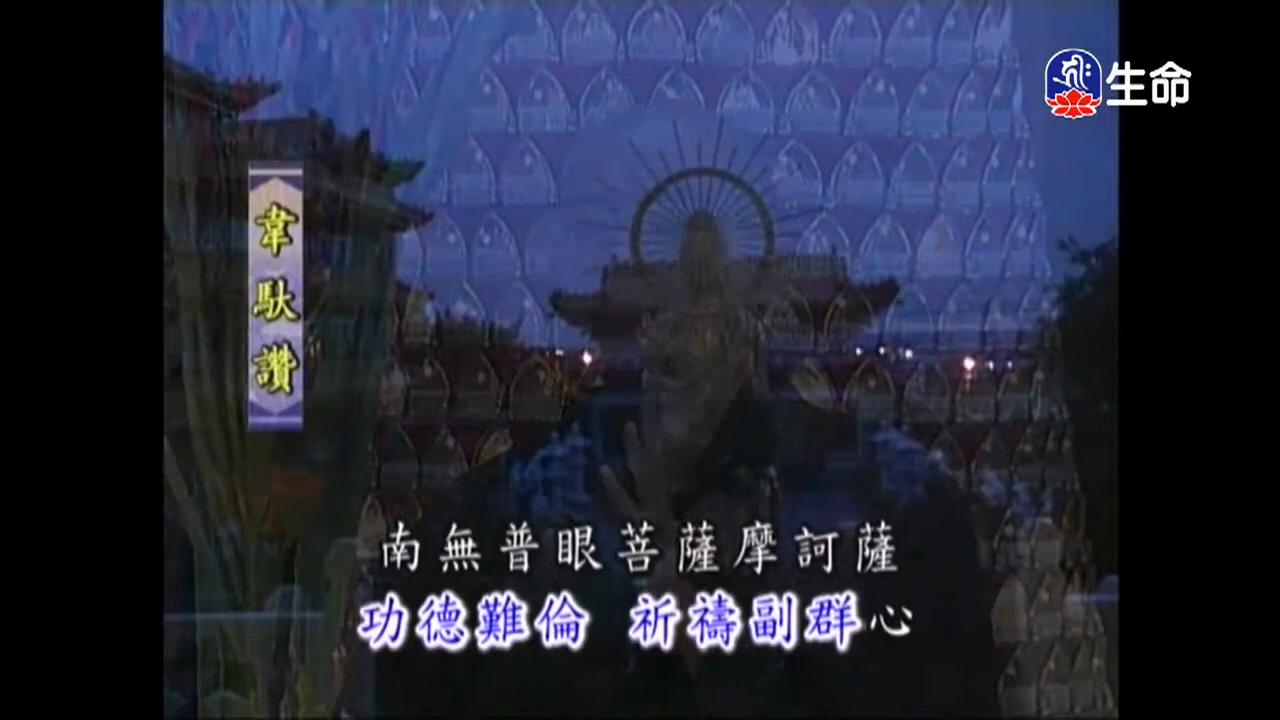 生命
韋馱讚
南無普眼菩薩摩訶薩
功德難倫 祈禱副群心